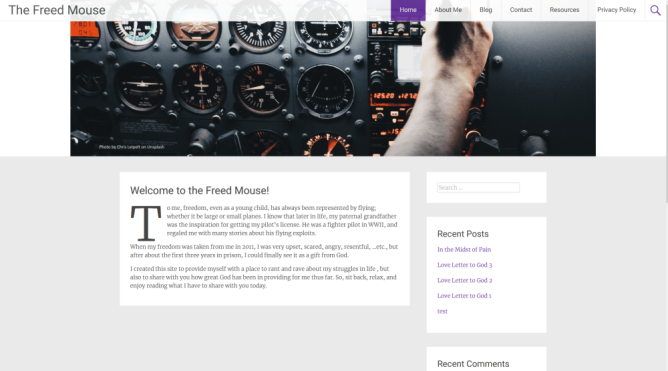 The Freed Mouse
Home
About Me
Blog
Contact
Resources
Privacy Policy
Photo by Chris Leipelt on Unsplash
Welcome to the Freed Mouse!
To me, freedom, even as a young child, has always been represented by flying;
whether it be large or small planes. I know that later in life, my paternal grandfather
was the inspiration for getting my pilot's license. He was a fighter pilot in WWII, and
regaled me with many stories about his flying exploits.
When my freedom was taken from me in 2011, I was very upset, scared, angry, resentful, …etc., but
after about the first three years in prison, I could finally see it as a gift from God.
I created this site to provide myself with a place to rant and rave about my struggles in life , but
also to share with you how great God has been in providing for me thus far. So, sit back, relax, and
enjoy reading what I have to share with you today.
Search …
Recent Posts
In the Midst of Pain
Love Letter to God 3
Love Letter to God 2
Love Letter to God 1
test
Recent Comments